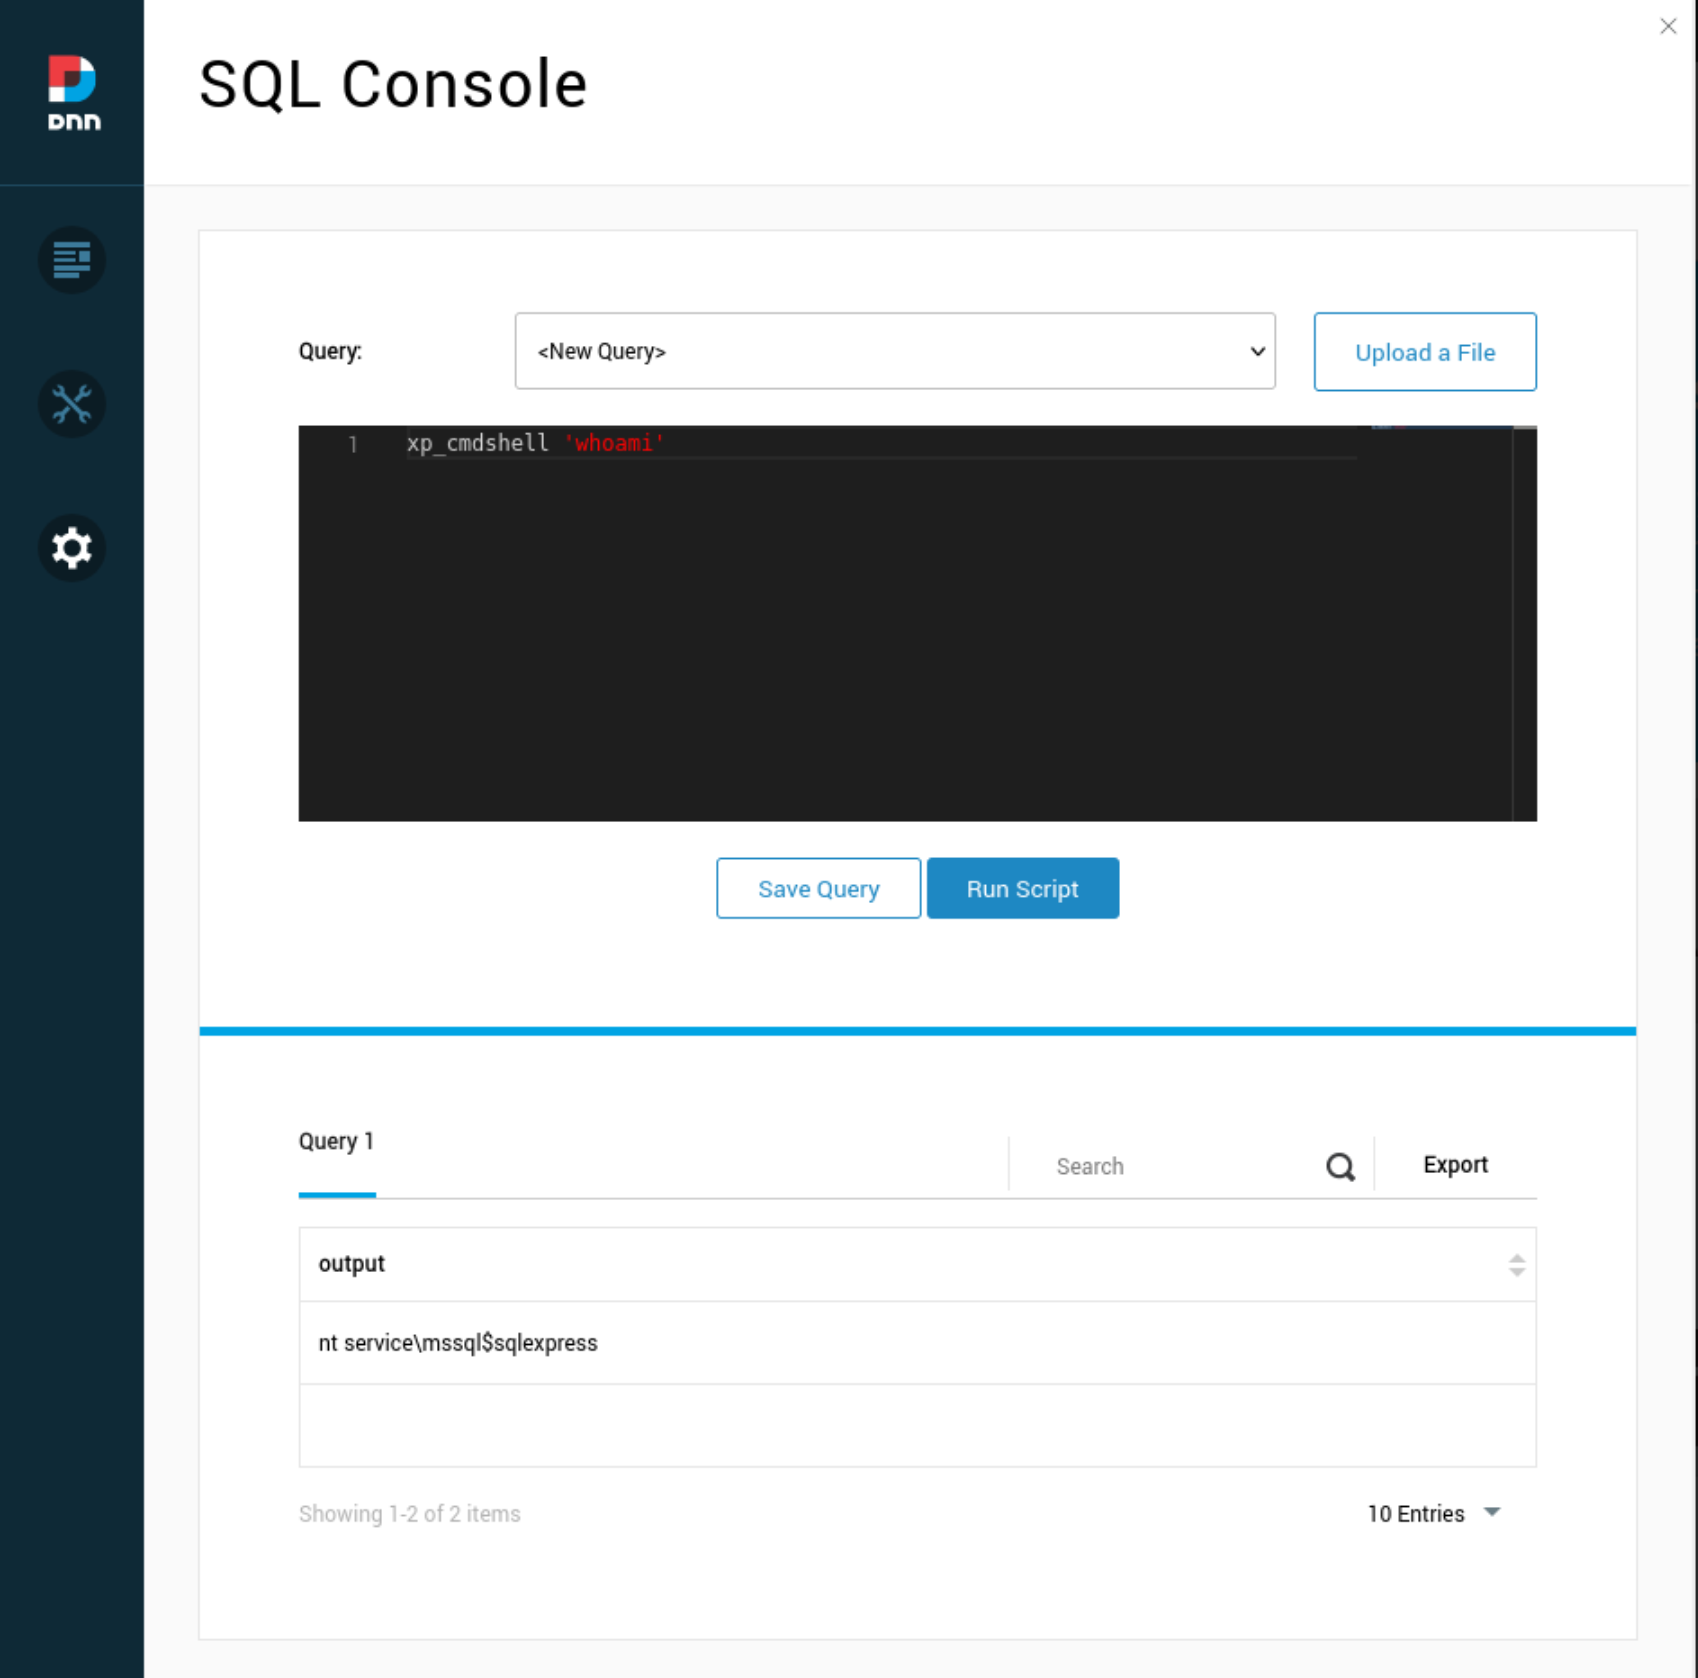 SQL Console
DNN
Query:
<New Query>
Upload a File
1 xp_cmdshell 'whoami'
Save Query
Run Script
Query 1
Search
Export
output
nt service\mssql$sqlexpress
Showing 1-2 of 2 items
10 Entries